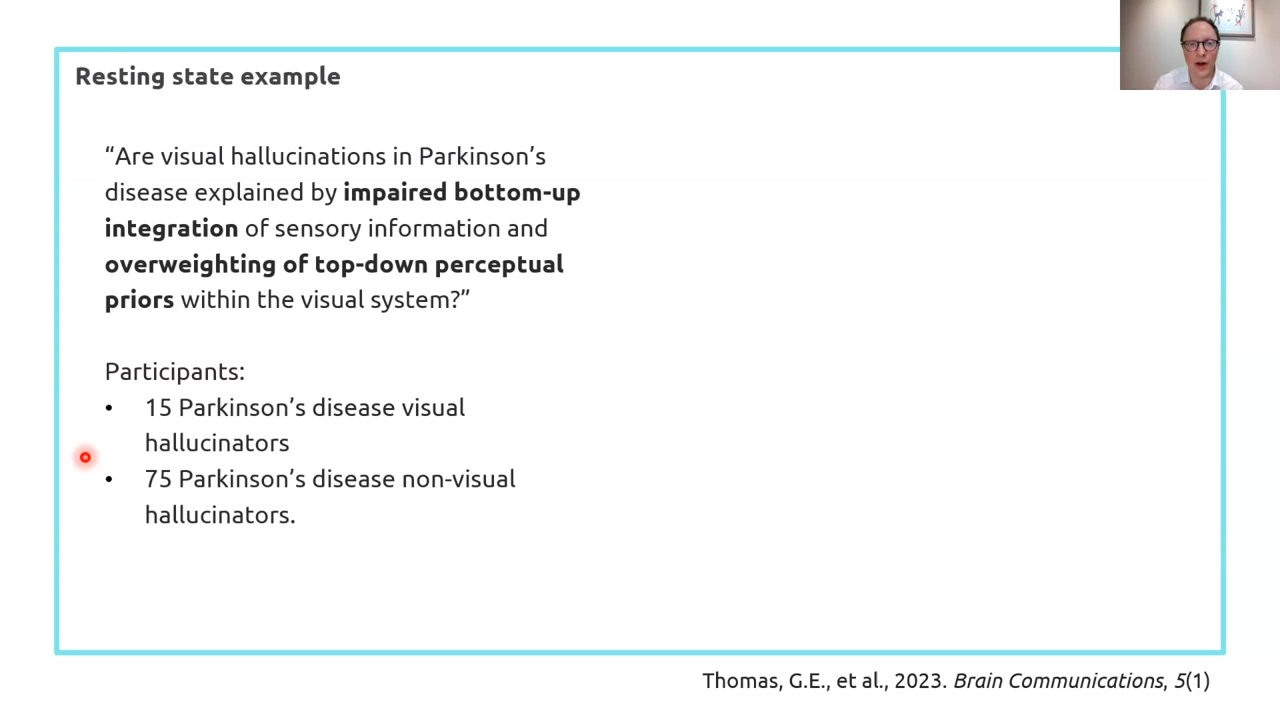 Resting state example
“Are visual hallucinations in Parkinson’s
disease explained by impaired bottom-up
integration of sensory information and
overweighting of top-down perceptual
priors within the visual system?”
Participants:
• 15 Parkinson’s disease visual
hallucinators
• 75 Parkinson’s disease non-visual
hallucinators.
Thomas, G.E., et al., 2023. Brain Communications, 5(1)